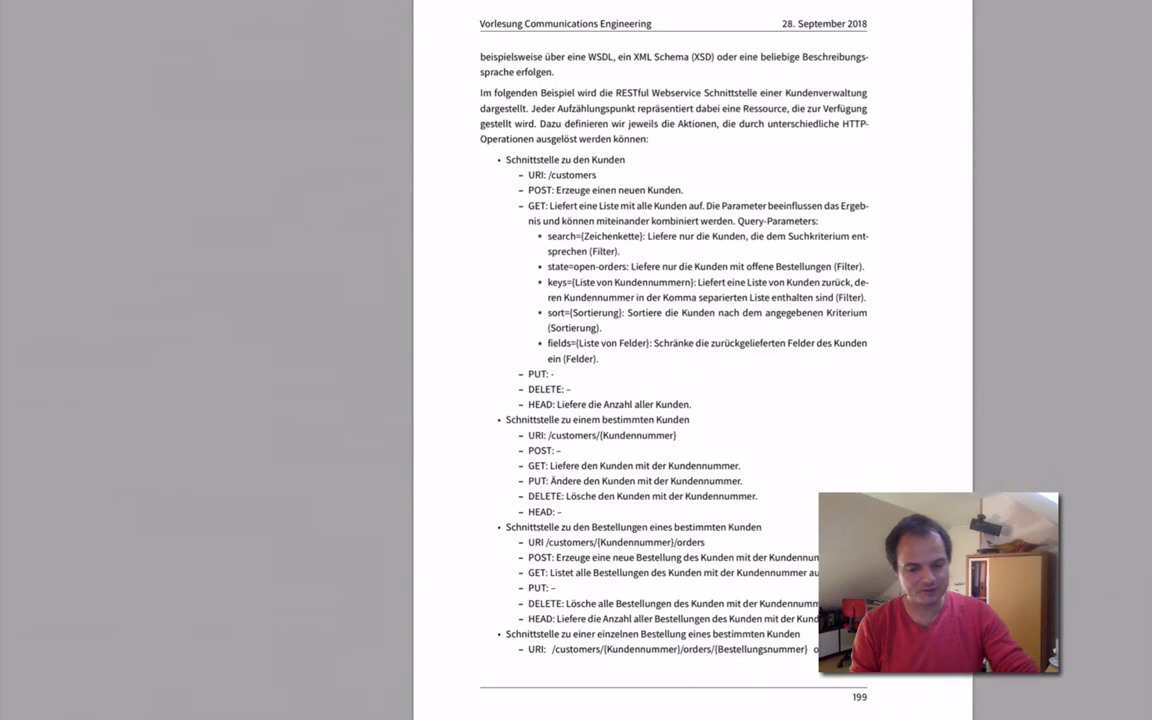 Vorlesung Communications Engineering 28. September 2018
beispielsweise über eine WSDL, ein XML Schema (XSD) oder eine beliebige Beschreibungs-
sprache erfolgen.
Im folgenden Beispiel wird die RESTful Webservice Schnittstelle einer Kundenverwaltung
dargestellt. Jeder Aufzählungspunkt repräsentiert dabei eine Ressource, die zur Verfügung
gestellt wird. Dazu definieren wir jeweils die Aktionen, die durch unterschiedliche HTTP-
Operationen ausgelöst werden können:
• Schnittstelle zu den Kunden
– URI: /customers
– POST: Erzeuge einen neuen Kunden.
– GET: Liefert eine Liste mit alle Kunden auf. Die Parameter beeinflussen das Ergeb-
nis und können miteinander kombiniert werden. Query-Parameters:
▪ search={Zeichenkette}: Liefere nur die Kunden, die dem Suchkriterium ent-
sprechen (Filter).
▪ state=open-orders: Liefere nur die Kunden mit offene Bestellungen (Filter).
▪ keys={Liste von Kundennummern}: Liefert eine Liste von Kunden zurück, de-
ren Kundennummer in der Komma separierten Liste enthalten sind (Filter).
▪ sort={Sortierung}: Sortiere die Kunden nach dem angegebenen Kriterium
(Sortierung).
▪ fields={Liste von Felder}: Schränke die zurückgelieferten Felder des Kunden
ein (Felder).
– PUT: -
– DELETE: –
– HEAD: Liefere die Anzahl aller Kunden.
• Schnittstelle zu einem bestimmten Kunden
– URI: /customers/{Kundennummer}
– POST: –
– GET: Liefere den Kunden mit der Kundennummer.
– PUT: Ändere den Kunden mit der Kundennummer.
– DELETE: Lösche den Kunden mit der Kundennummer.
– HEAD: –
• Schnittstelle zu den Bestellungen eines bestimmten Kunden
– URI /customers/{Kundennummer}/orders
– POST: Erzeuge eine neue Bestellung des Kunden mit der Kundennum
– GET: Listet alle Bestellungen des Kunden mit der Kundennummer au
– PUT: –
– DELETE: Lösche alle Bestellungen des Kunden mit der Kundennumm
– HEAD: Liefere die Anzahl aller Bestellungen des Kunden mit der Kund
• Schnittstelle zu einer einzelnen Bestellung eines bestimmten Kunden
– URI: /customers/{Kundennummer}/orders/{Bestellungsnummer} o
199